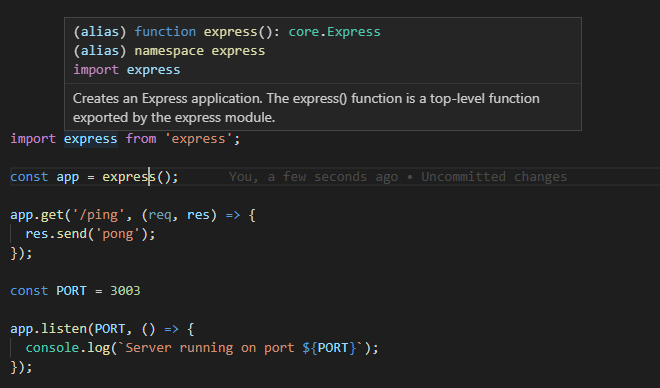 (alias) function express(): core.Express
(alias) namespace express
import express
Creates an Express application. The express() function is a top-level function
exported by the express module.
import express from 'express';
const app = express();      You, a few seconds ago • Uncommitted changes
app.get('/ping', (req, res) => {
  res.send('pong');
});
const PORT = 3003
app.listen(PORT, () => {
  console.log(`Server running on port ${PORT}`);
});